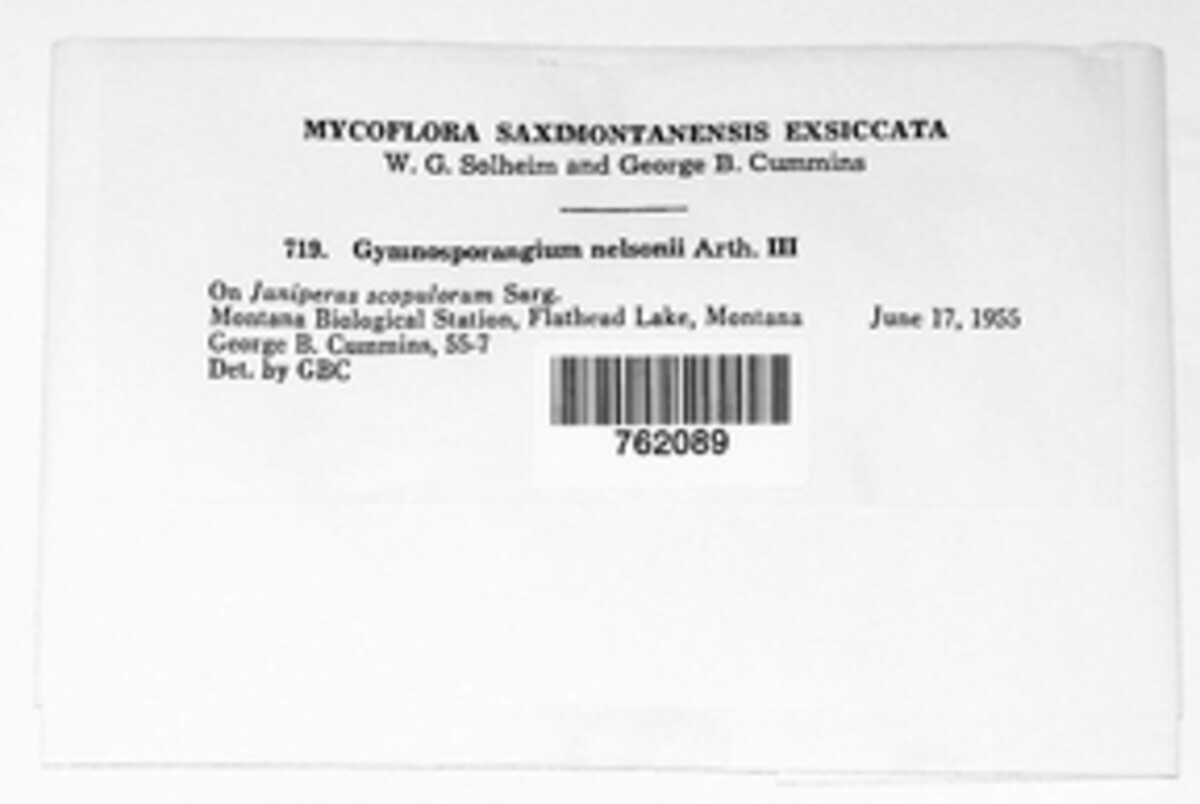 MYCOFLORA SAXIMONTANENSIS EXSICCATA
W. G. Solheim and George B. Cummins
719. Gymnosporangium nelsonii Arth. III
On Juniperus scopulorum Sarg.
Montana Biological Station, Flathead Lake, Montana June 17, 1955
George B. Cummins, 55-7
Det. by GBC
762089